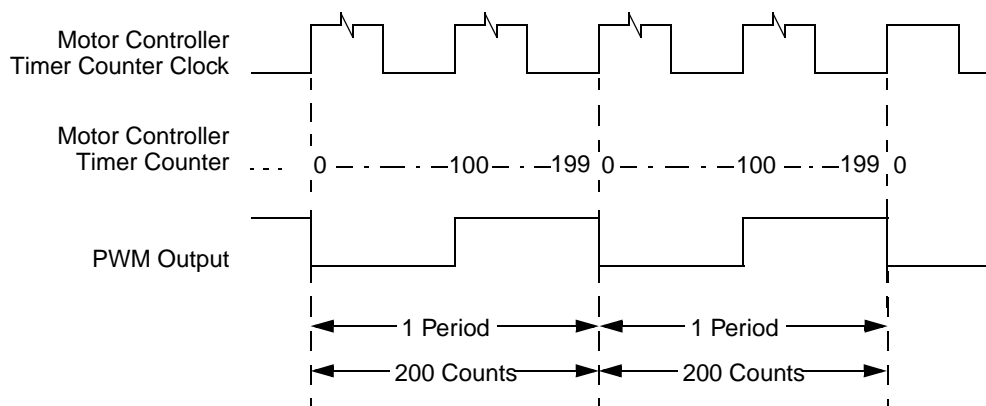 Motor Controller
Timer Counter Clock
Motor Controller
Timer Counter
0 100 199 0 100 199 0
PWM Output
1 Period 1 Period
200 Counts 200 Counts